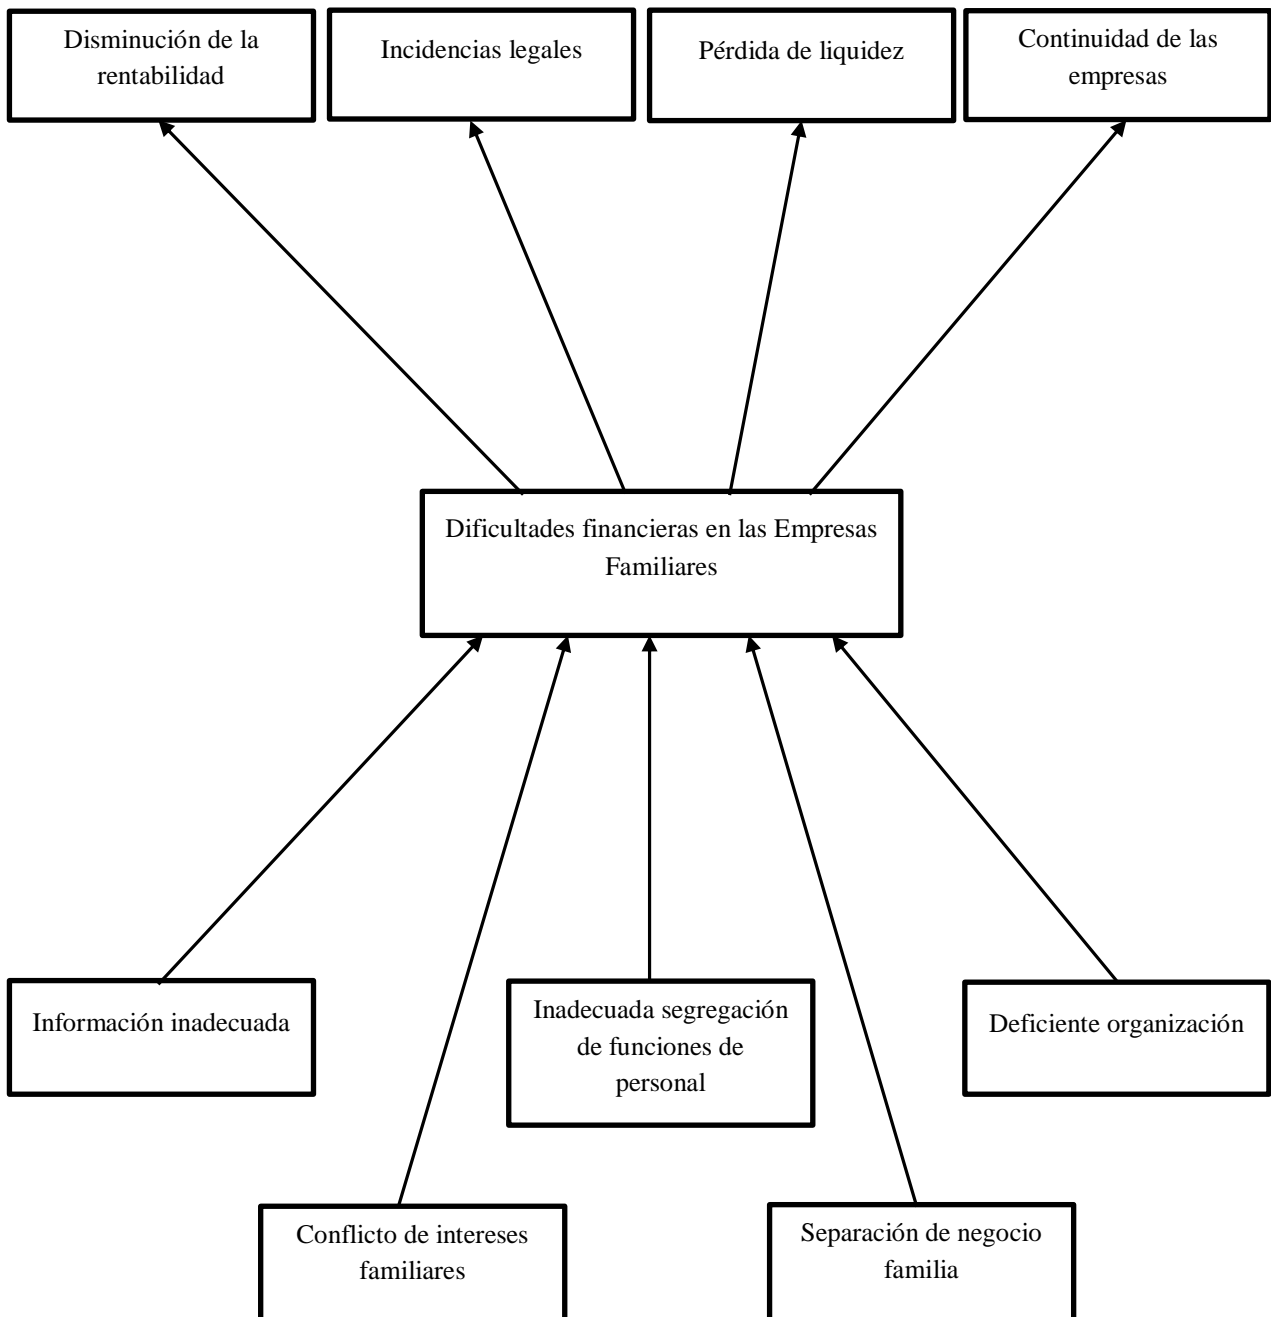 Disminución de la
rentabilidad
Incidencias legales
Pérdida de liquidez
Continuidad de las
empresas
Dificultades financieras en las Empresas
Familiares
Información inadecuada
Inadecuada segregación
de funciones de
personal
Deficiente organización
Conflicto de intereses
familiares
Separación de negocio
familia